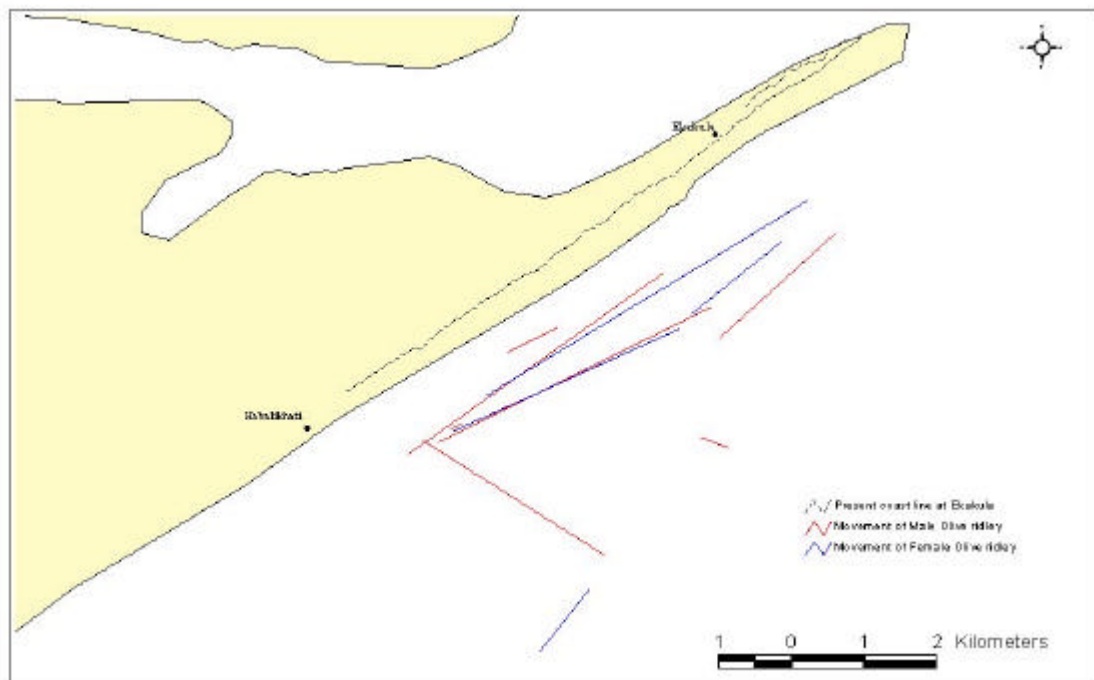 Present coast line at Ekakula
Movement of Male Olive ridley
Movement of Female Olive ridley
1 0 1 2 Kilometers